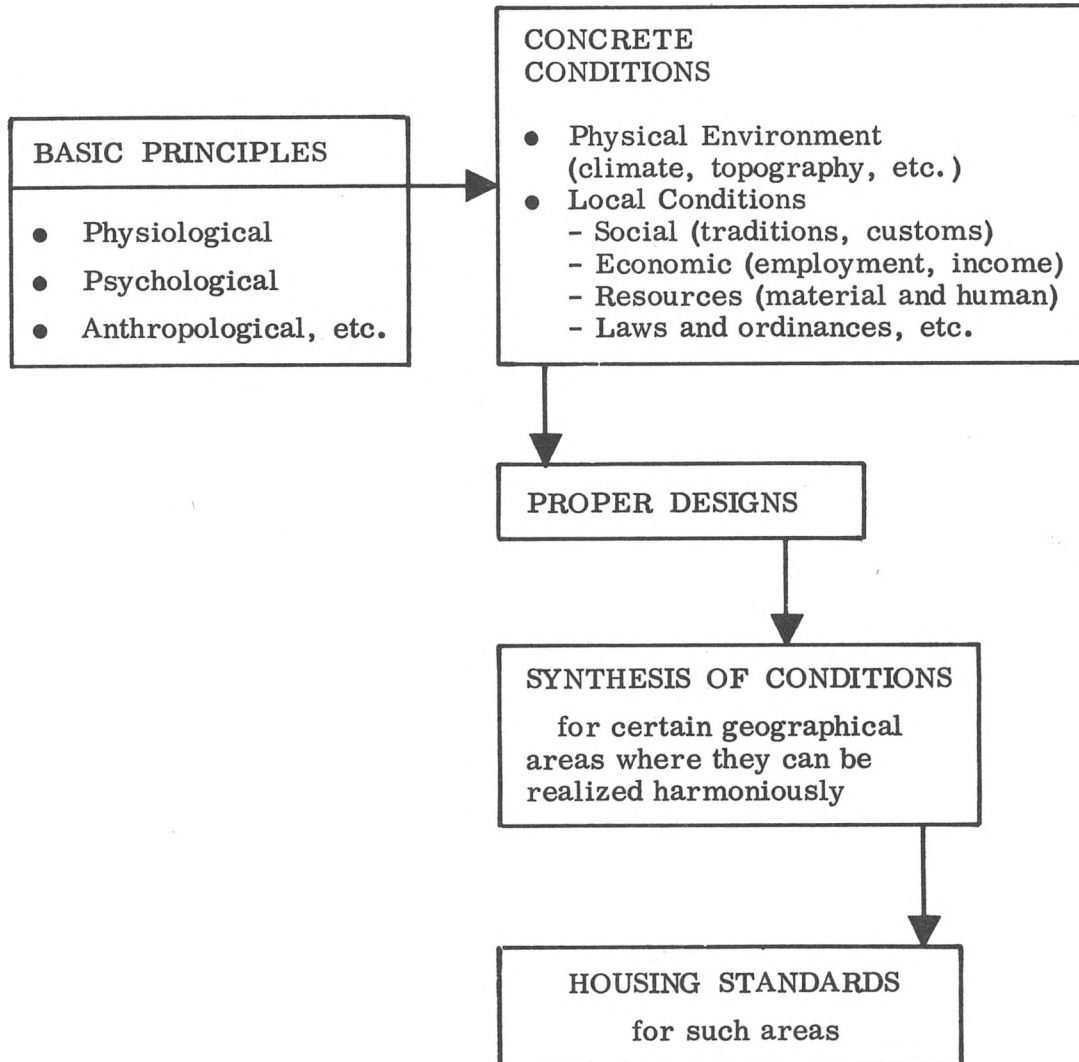 BASIC PRINCIPLES
● Physiological
● Psychological
● Anthropological, etc.
CONCRETE
CONDITIONS
● Physical Environment
(climate, topography, etc.)
● Local Conditions
- Social (traditions, customs)
- Economic (employment, income)
- Resources (material and human)
- Laws and ordinances, etc.
PROPER DESIGNS
SYNTHESIS OF CONDITIONS
for certain geographical
areas where they can be
realized harmoniously
HOUSING STANDARDS
for such areas